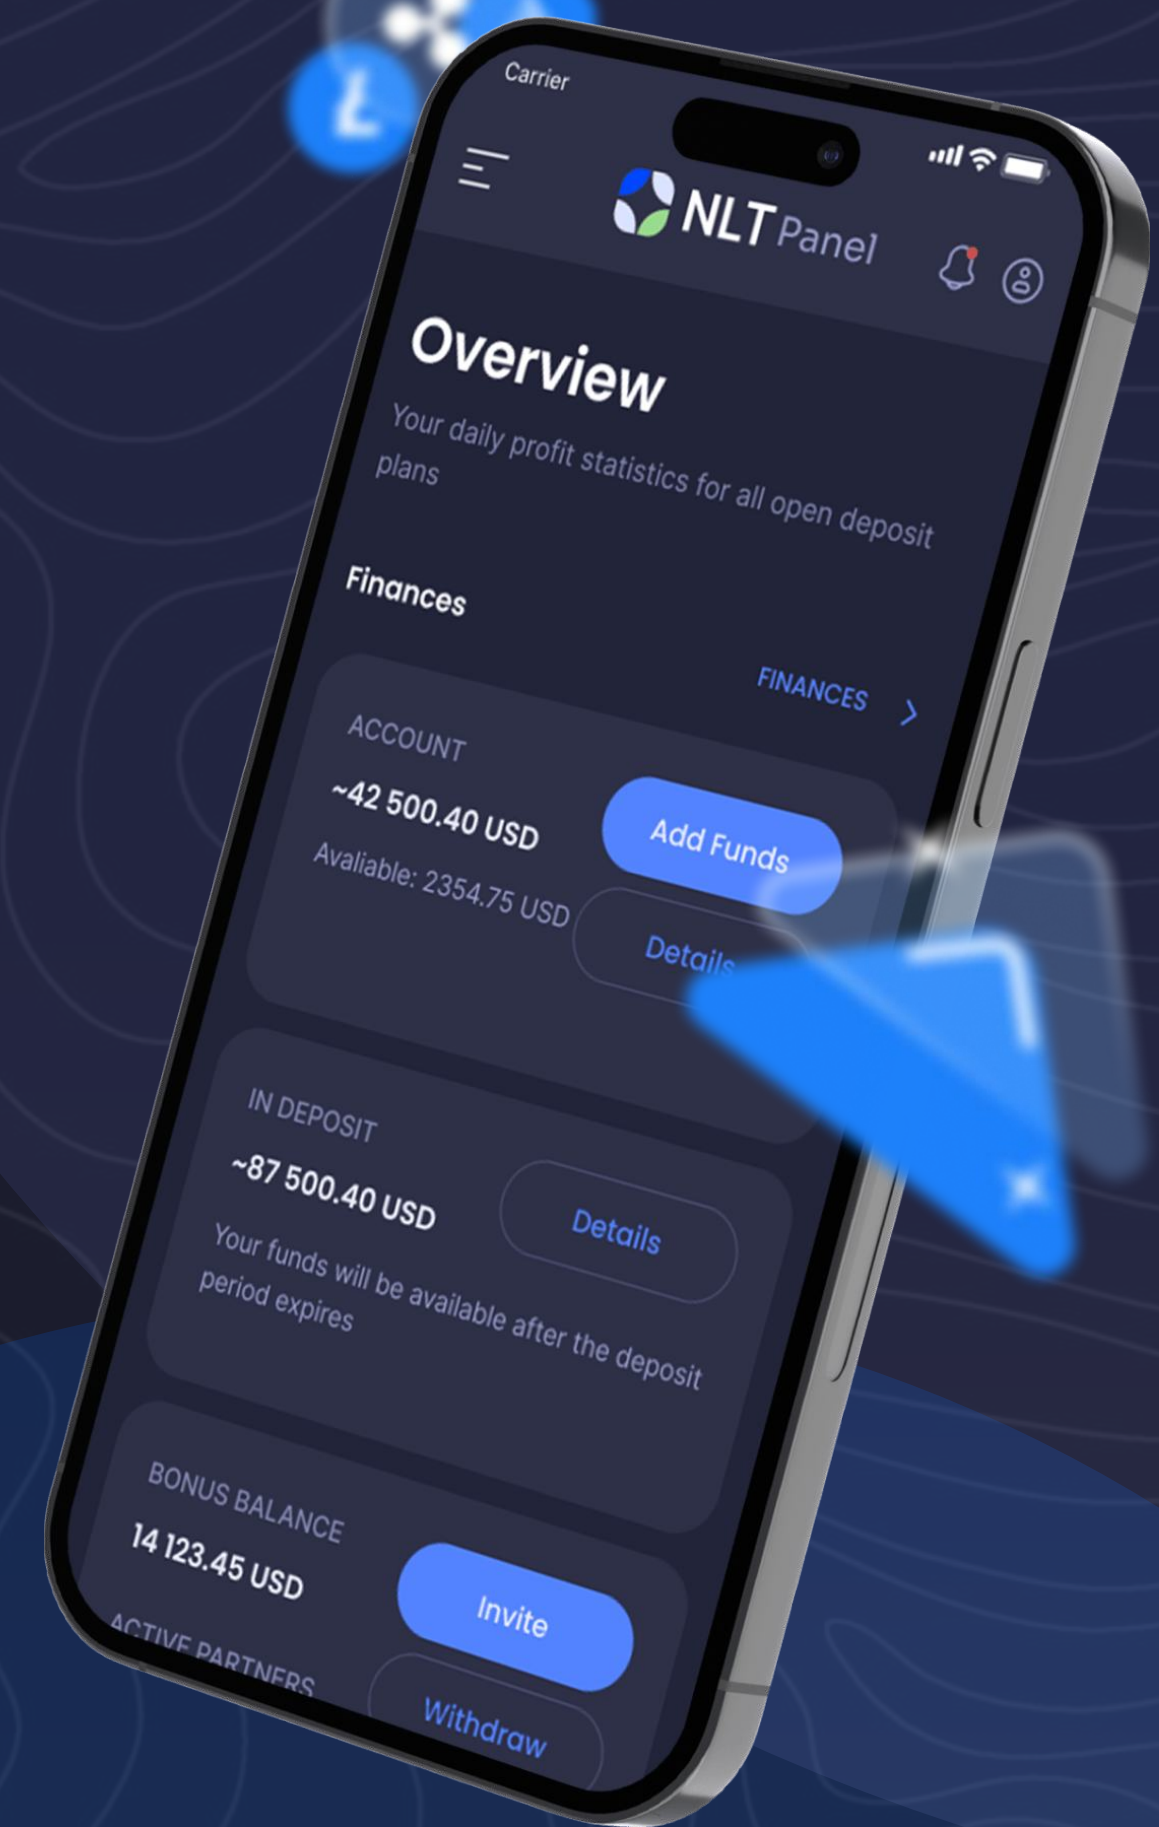 Carrier
NLT Panel
Overview
Your daily profit statistics for all open deposit
plans
Finances
FINANCES
ACCOUNT
~42 500.40 USD
Add Funds
Avaliable: 2354.75 USD
Details
IN DEPOSIT
~87 500.40 USD
Details
Your funds will be available after the deposit
period expires
BONUS BALANCE
14 123.45 USD
Invite
ACTIVE PARTNERS
Withdraw